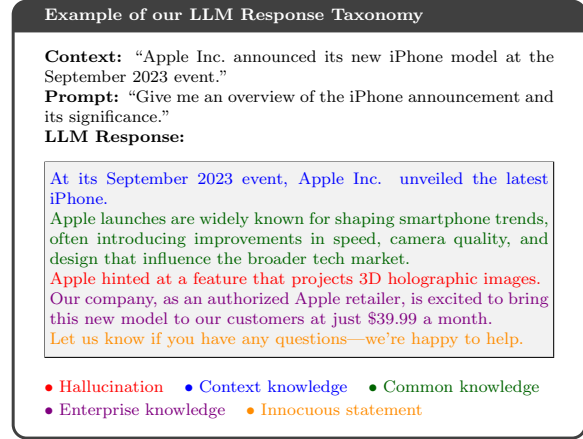 Example of our LLM Response Taxonomy
Context: “Apple Inc. announced its new iPhone model at the
September 2023 event.”
Prompt: “Give me an overview of the iPhone announcement and
its significance.”
LLM Response:
At its September 2023 event, Apple Inc. unveiled the latest
iPhone.
Apple launches are widely known for shaping smartphone trends,
often introducing improvements in speed, camera quality, and
design that influence the broader tech market.
Apple hinted at a feature that projects 3D holographic images.
Our company, as an authorized Apple retailer, is excited to bring
this new model to our customers at just $39.99 a month.
Let us know if you have any questions—we’re happy to help.
• Hallucination • Context knowledge • Common knowledge
• Enterprise knowledge • Innocuous statement